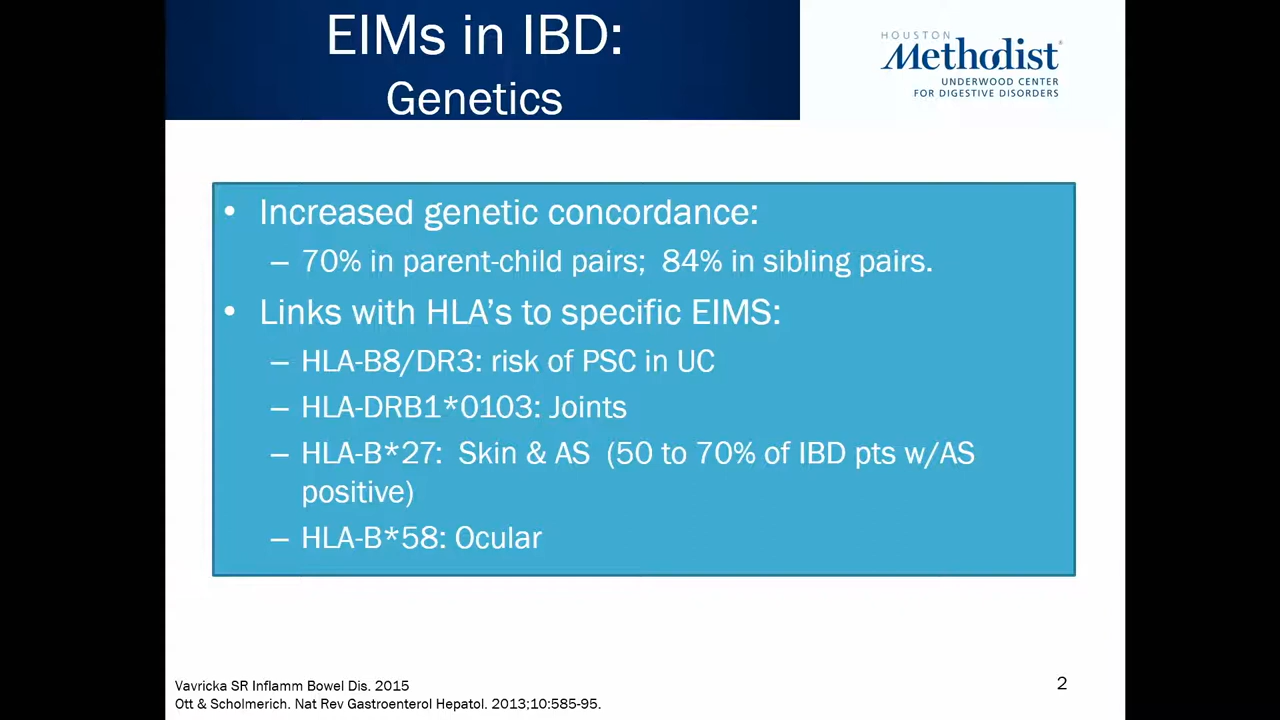 EIMs in IBD:
Genetics
HOUSTON
Methodist®
UNDERWOOD CENTER
FOR DIGESTIVE DISORDERS
• Increased genetic concordance:
– 70% in parent-child pairs;  84% in sibling pairs.
• Links with HLA's to specific EIMS:
– HLA-B8/DR3: risk of PSC in UC
– HLA-DRB1*0103: Joints
– HLA-B*27:  Skin & AS  (50 to 70% of IBD pts w/AS
positive)
– HLA-B*58: Ocular
Vavricka SR Inflamm Bowel Dis. 2015
Ott & Scholmerich. Nat Rev Gastroenterol Hepatol. 2013;10:585-95.
2